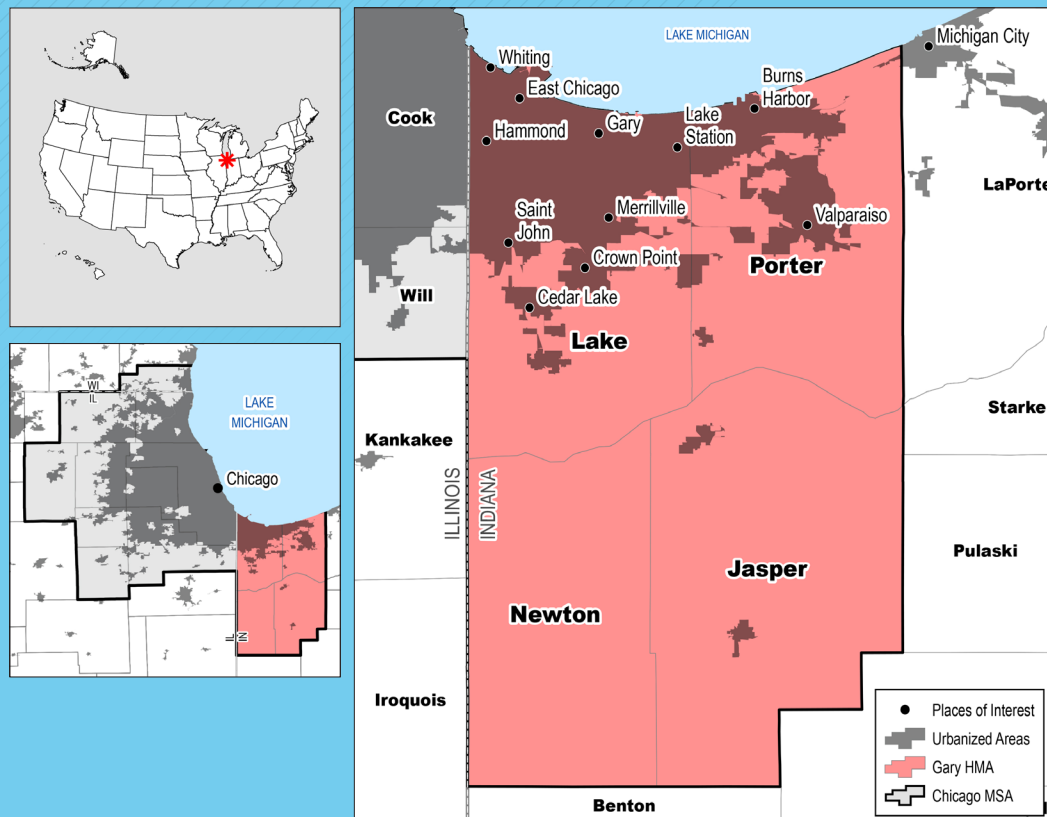 WI
IL
LAKE
MICHIGAN
Chicago
IL
IN
LAKE MICHIGAN
Michigan City
Whiting
East Chicago
Burns
Harbor
Cook
Hammond
Gary
Lake
Station
LaPorte
Saint
John
Merrillville
Valparaiso
Crown Point
Porter
Will
Cedar Lake
Lake
Starke
Kankakee
ILLINOIS
INDIANA
Pulaski
Jasper
Newton
Iroquois
Benton
Places of Interest
Urbanized Areas
Gary HMA
Chicago MSA